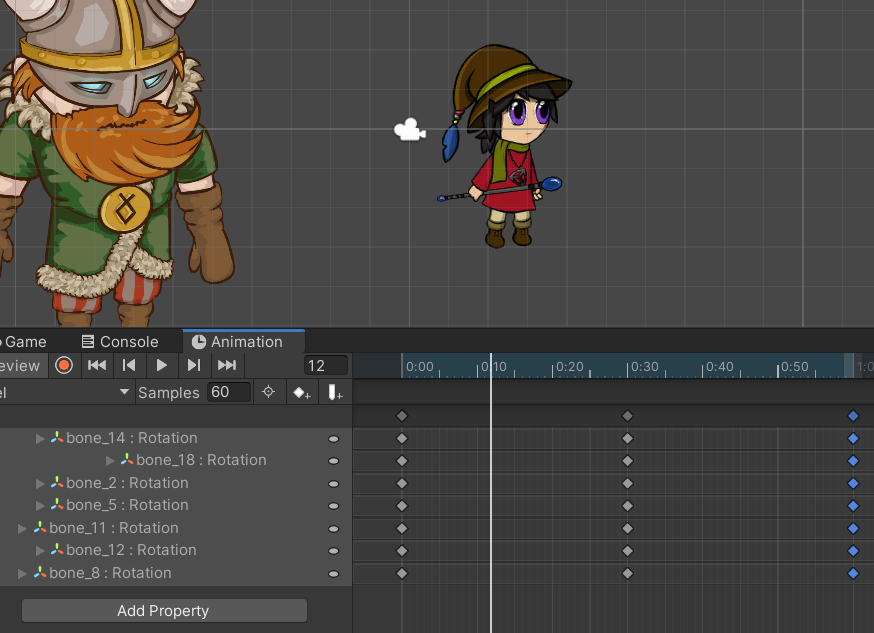 Game Console Animation
eview 12 0:00 0:10 0:20 0:30 0:40 0:50 1:0
el Samples 60
bone_14 : Rotation
bone_18 : Rotation
bone_2 : Rotation
bone_5 : Rotation
bone_11 : Rotation
bone_12 : Rotation
bone_8 : Rotation
Add Property